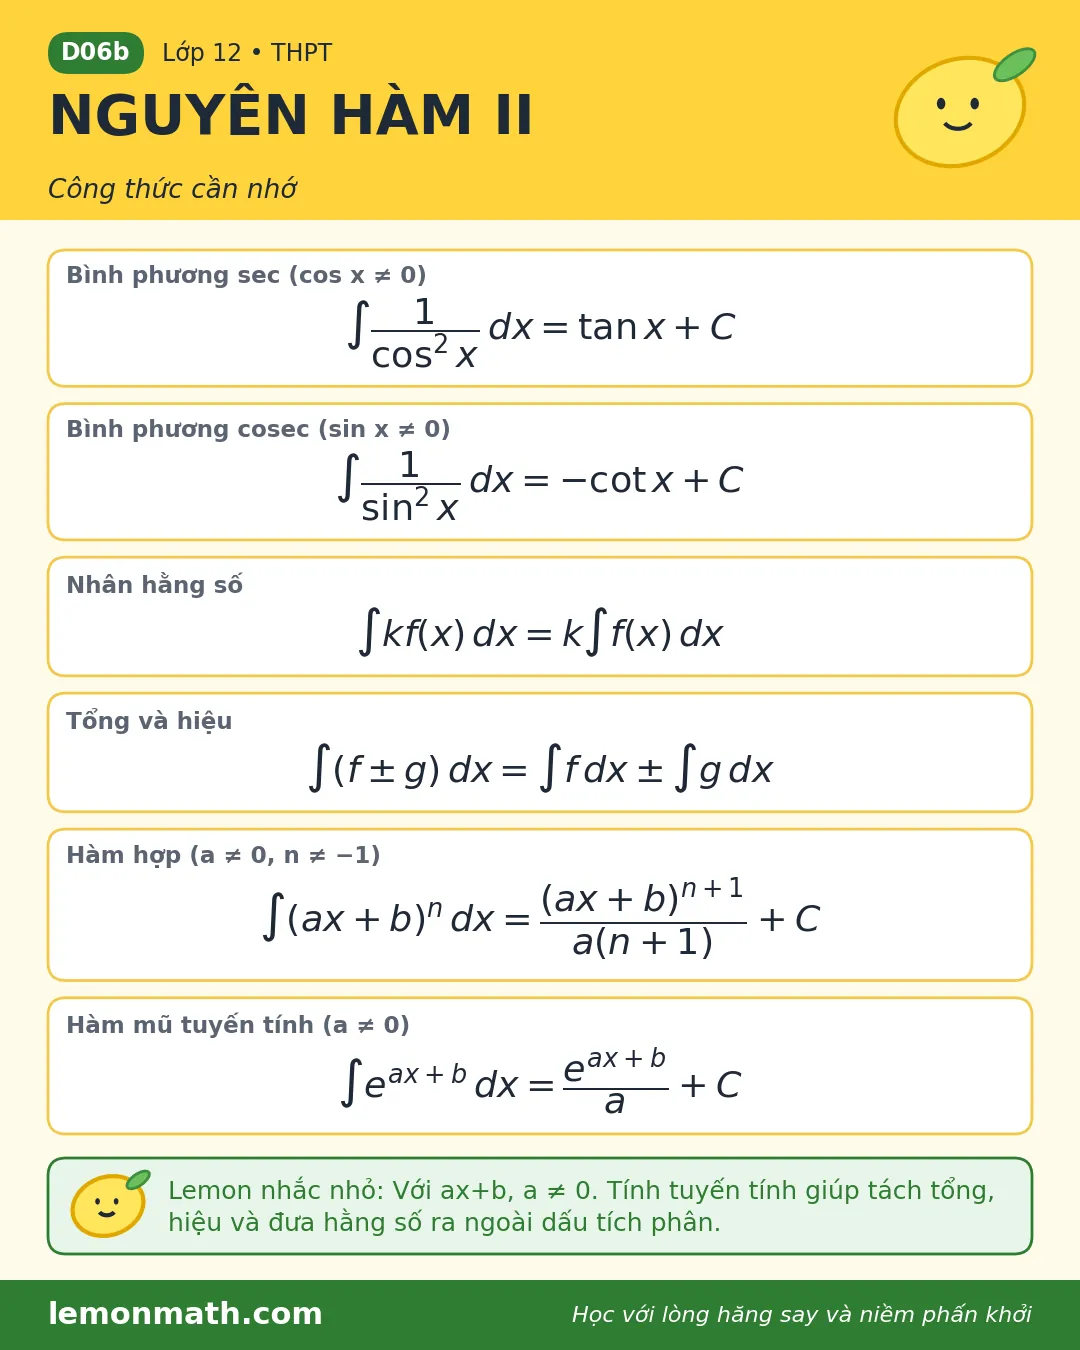 D06b Lớp 12 • THPT
NGUYÊN HÀM II
Công thức cần nhớ
Bình phương sec (cos x ≠ 0)
∫ 1/cos² x dx = tan x + C
Bình phương cosec (sin x ≠ 0)
∫ 1/sin² x dx = −cot x + C
Nhân hằng số
∫ kf(x) dx = k ∫ f(x) dx
Tổng và hiệu
∫ (f ± g) dx = ∫ f dx ± ∫ g dx
Hàm hợp (a ≠ 0, n ≠ −1)
∫ (ax + b)ⁿ dx = (ax + b)ⁿ⁺¹/a(n + 1) + C
Hàm mũ tuyến tính (a ≠ 0)
∫ e^{ax + b} dx = e^{ax + b}/a + C
Lemon nhắc nhỏ: Với ax+b, a ≠ 0. Tính tuyến tính giúp tách tổng,
hiệu và đưa hằng số ra ngoài dấu tích phân.
lemonmath.com
Học với lòng hăng say và niềm phấn khởi